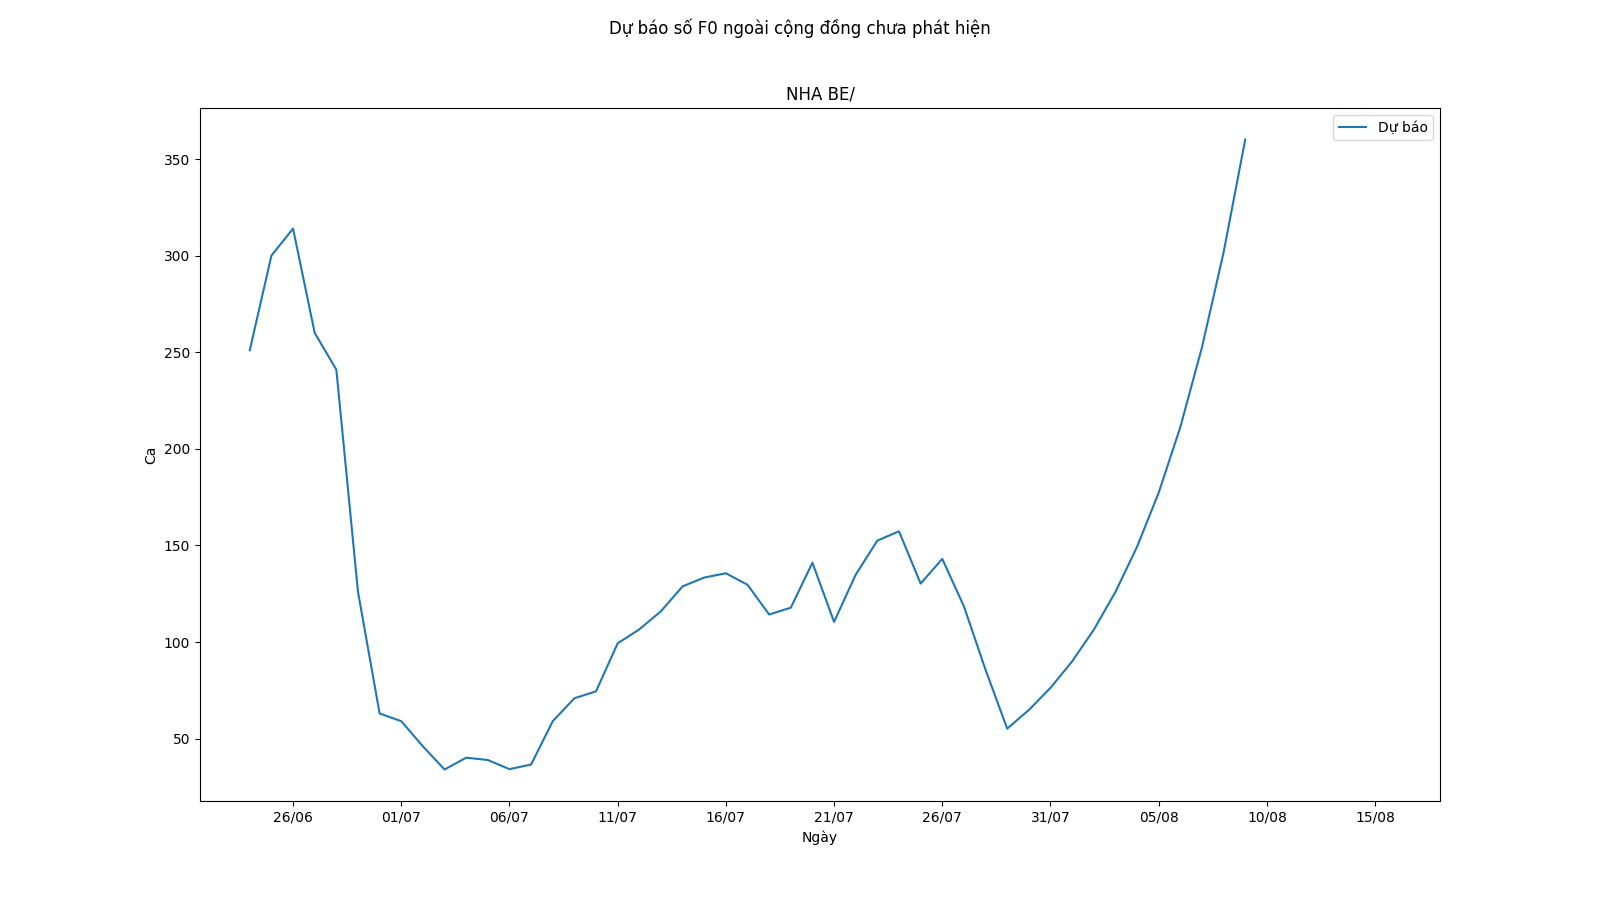 Dự báo số F0 ngoài cộng đồng chưa phát hiện
NHA BE/
Dự báo
350
300
250
200
150
100
50
Ca
26/06 01/07 06/07 11/07 16/07 21/07 26/07 31/07 05/08 10/08 15/08
Ngày